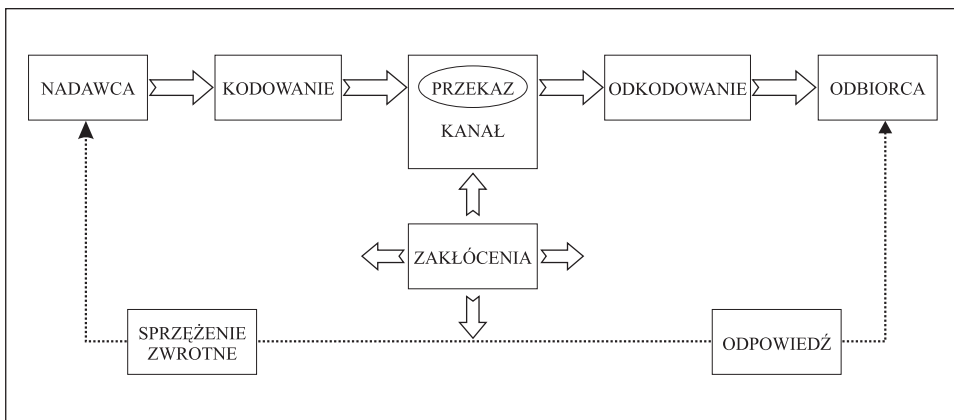 NADAWCA
KODOWANIE
PRZEKAZ
KANAŁ
ODKODOWANIE
ODBIORCA
ZAKŁÓCENIA
SPRZĘŻENIE
ZWROTNE
ODPOWIEDŹ